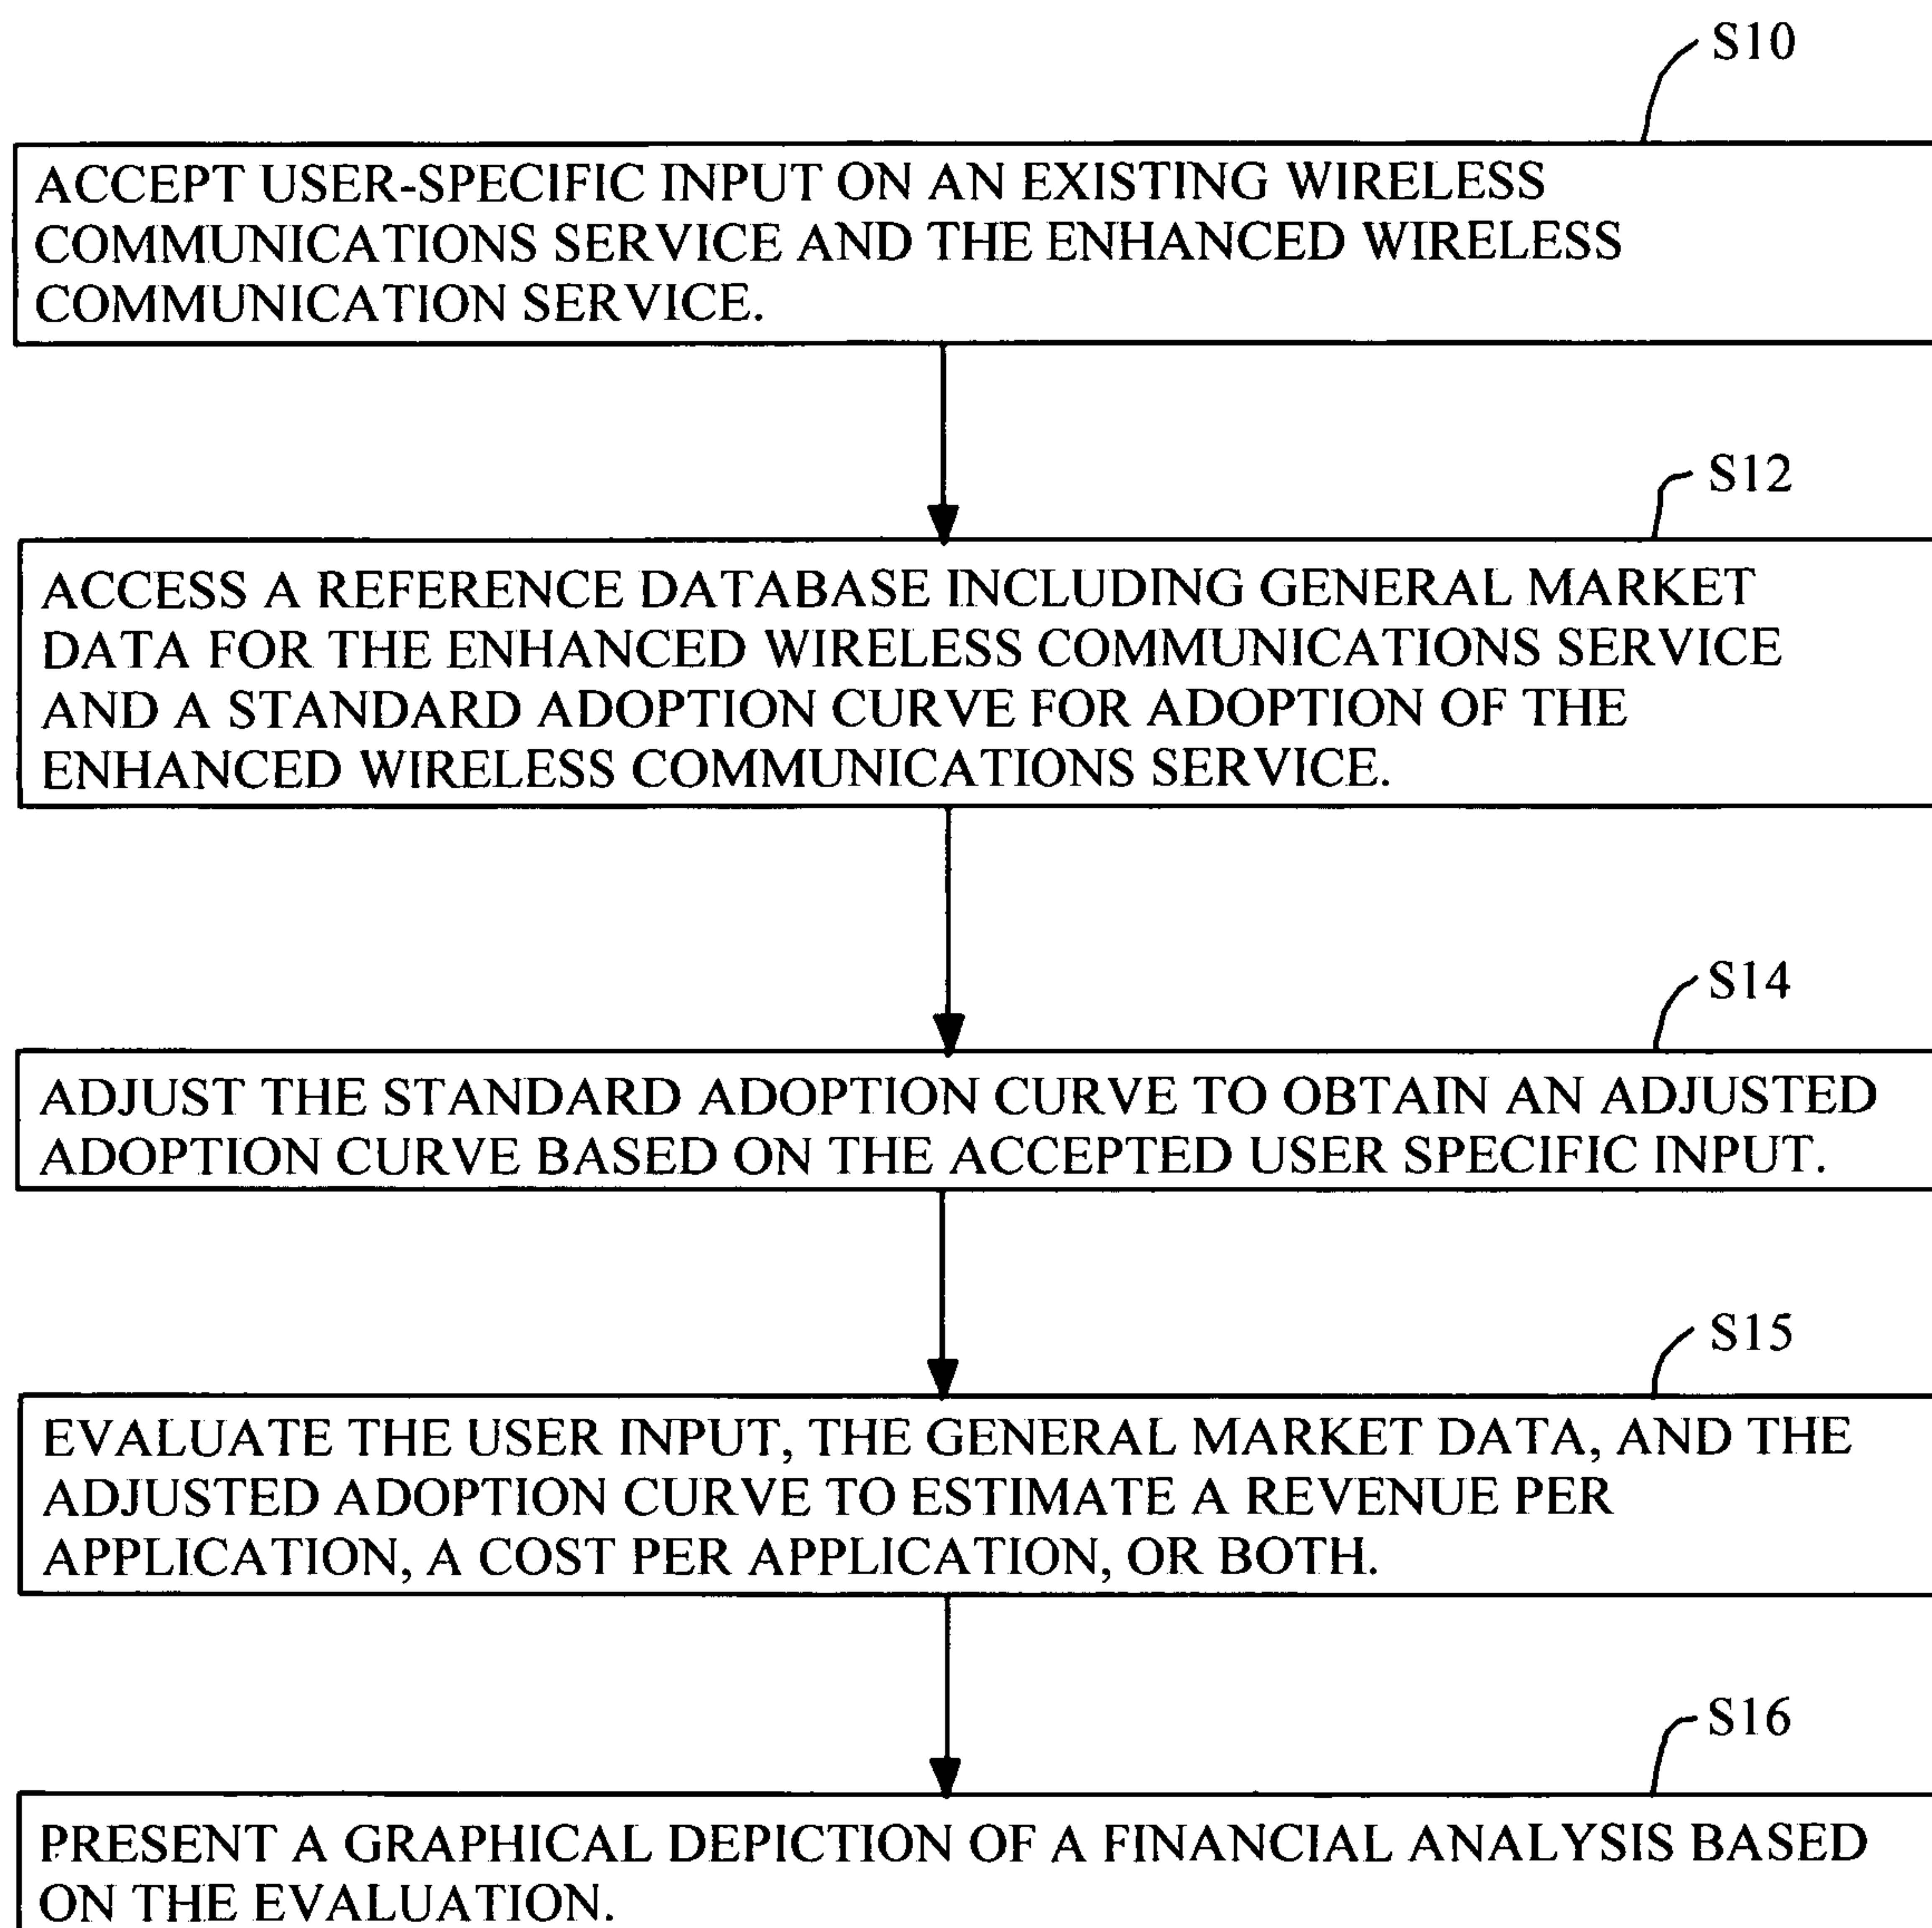 S10
ACCEPT USER-SPECIFIC INPUT ON AN EXISTING WIRELESS
COMMUNICATIONS SERVICE AND THE ENHANCED WIRELESS
COMMUNICATION SERVICE.
S12
ACCESS A REFERENCE DATABASE INCLUDING GENERAL MARKET
DATA FOR THE ENHANCED WIRELESS COMMUNICATIONS SERVICE
AND A STANDARD ADOPTION CURVE FOR ADOPTION OF THE
ENHANCED WIRELESS COMMUNICATIONS SERVICE.
S14
ADJUST THE STANDARD ADOPTION CURVE TO OBTAIN AN ADJUSTED
ADOPTION CURVE BASED ON THE ACCEPTED USER SPECIFIC INPUT.
S15
EVALUATE THE USER INPUT, THE GENERAL MARKET DATA, AND THE
ADJUSTED ADOPTION CURVE TO ESTIMATE A REVENUE PER
APPLICATION, A COST PER APPLICATION, OR BOTH.
S16
PRESENT A GRAPHICAL DEPICTION OF A FINANCIAL ANALYSIS BASED
ON THE EVALUATION.